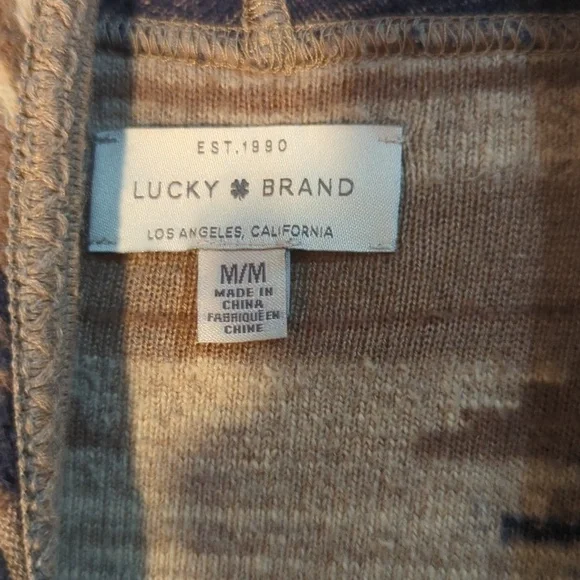 EST.1990
LUCKY BRAND
LOS ANGELES, CALIFORNIA
M/M
MADE IN
CHINA
FABRIQUÉ EN
CHINE